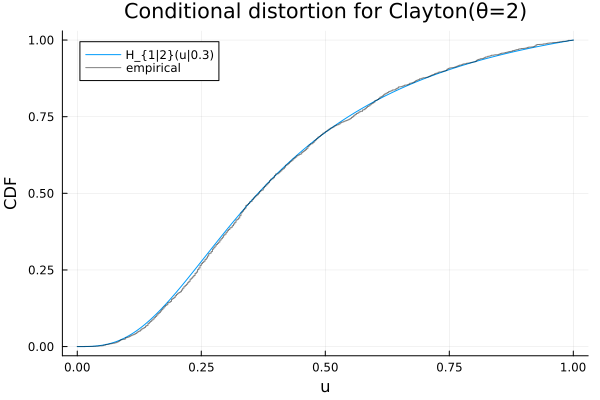 Conditional distortion for Clayton(θ=2)
H_{1|2}(u|0.3)
empirical
CDF
1.00
0.75
0.50
0.25
0.00
0.00 0.25 0.50 0.75 1.00
u